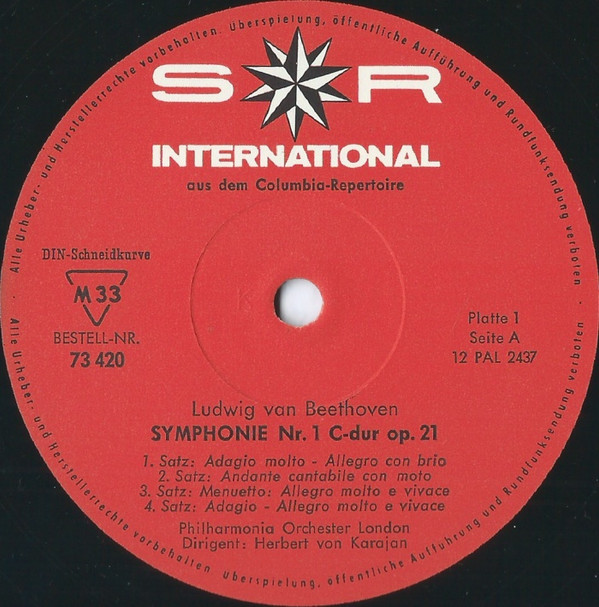 Alle Urheber- und Herstellerrechte vorbehalten. Überspielung, öffentliche Aufführung und Rundfunksendung verboten
S R
INTERNATIONAL
aus dem Columbia-Repertoire
DIN-Schneidkurve
M 33
BESTELL-NR.
73 420
Platte 1
Seite A
12 PAL 2437
Ludwig van Beethoven
SYMPHONIE Nr. 1 C-dur op. 21
1. Satz: Adagio molto - Allegro con brio
2. Satz: Andante cantabile con moto
3. Satz: Menuetto: Allegro molto e vivace
4. Satz: Adagio - Allegro molto e vivace
Philharmonia Orchester London
Dirigent: Herbert von Karajan
Alle Urheber- und Herstellerrechte vorbehalten. Überspielung, öffentliche Aufführung und Rundfunksendung verboten